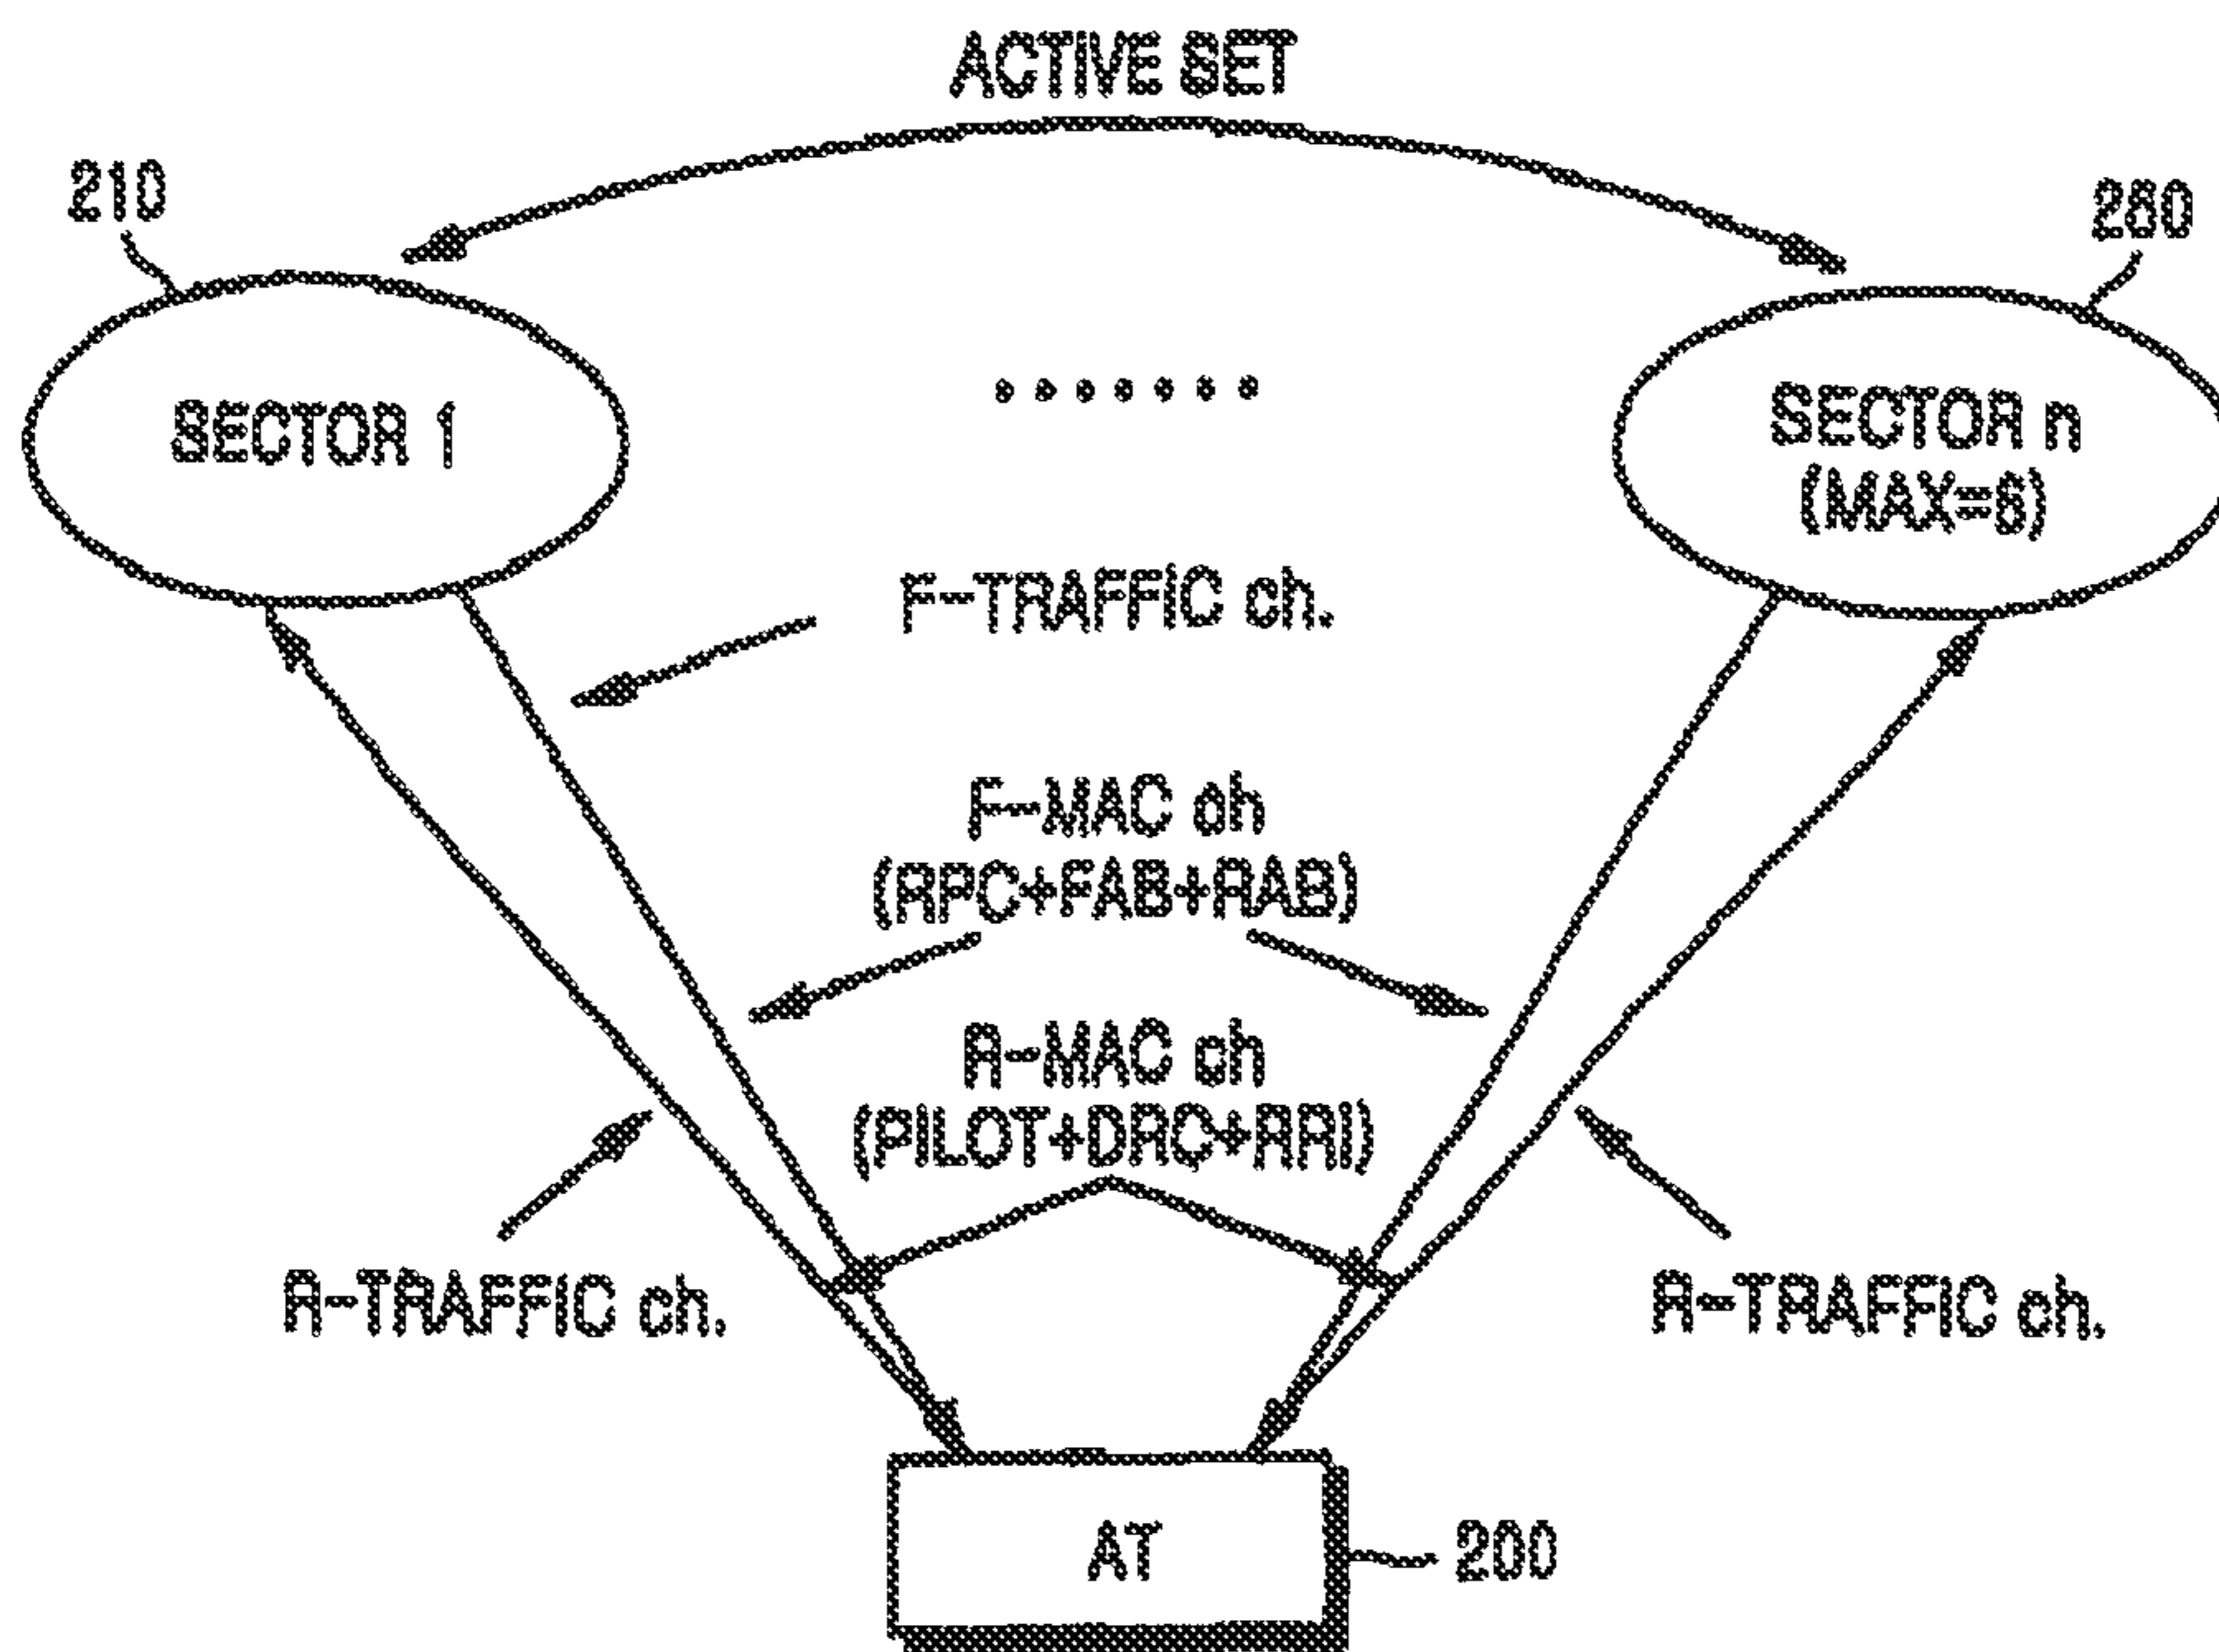 ACTIVE SET
210
260
SECTOR 1
SECTOR n
(MAX=6)
F-TRAFFIC ch.
F-MAC ch
(RPC+FAB+RAB)
R-MAC ch
(PILOT+DRC+RRI)
R-TRAFFIC ch.
R-TRAFFIC ch.
AT
200